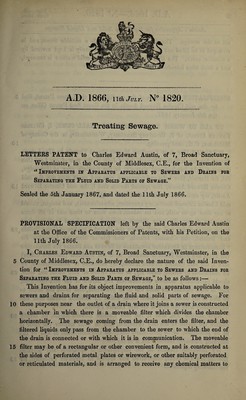 A.D. 1866, 11th JULY. No 1820.
Treating Sewage.
LETTERS PATENT to Charles Edward Austin, of 7, Broad Sanctuary,
Westminster, in the County of Middlesex, C.E., for the Invention of
"IMPROVEMENTS IN APPARATUS APPLICABLE TO SEWERS AND DRAINS FOR
SEPARATING THE FLUID AND SOLID PARTS OF SEWAGE."
Sealed the 5th January 1867, and dated the 11th July 1866.
PROVISIONAL SPECIFICATION left by the said Charles Edward Austin
at the Office of the Commissioners of Patents, with his Petition, on the
11th July 1866.
I, CHARLES EDWARD AUSTIN, of 7, Broad Sanctuary, Westminster, in the
5 County of Middlesex, C.E., do hereby declare the nature of the said Inven-
tion for "IMPROVEMENTS IN APPARATUS APPLICABLE TO SEWERS AND DRAINS FOR
SEPARATING THE FLUID AND SOLID PARTS OF SEWAGE," to be as follows:—
This Invention has for its object improvements in apparatus applicable to
sewers and drains for separating the fluid and solid parts of sewage. For
10 these purposes near the outlet of a drain where it joins a sewer is constructed
a chamber in which there is a moveable filter which divides the chamber
horizontally. The sewage coming from the drain enters the filter, and the
filtered liquids only pass from the chamber to the sewer to which the end of
the drain is connected or with which it is in communication. The moveable
15 filter may be of a rectangular or other convenient form, and is constructed at
the sides of perforated metal plates or wirework, or other suitably perforated
or reticulated materials, and is arranged to receive any chemical matters to